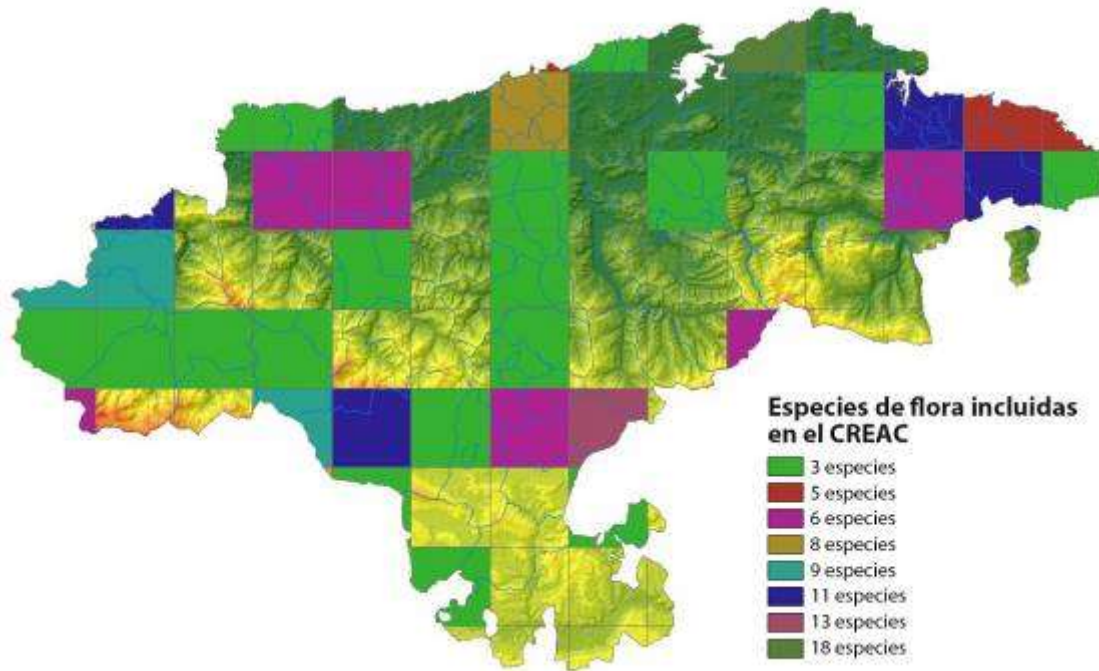 Especies de flora incluidas
en el CREAC
3 especies
5 especies
6 especies
8 especies
9 especies
11 especies
13 especies
18 especies